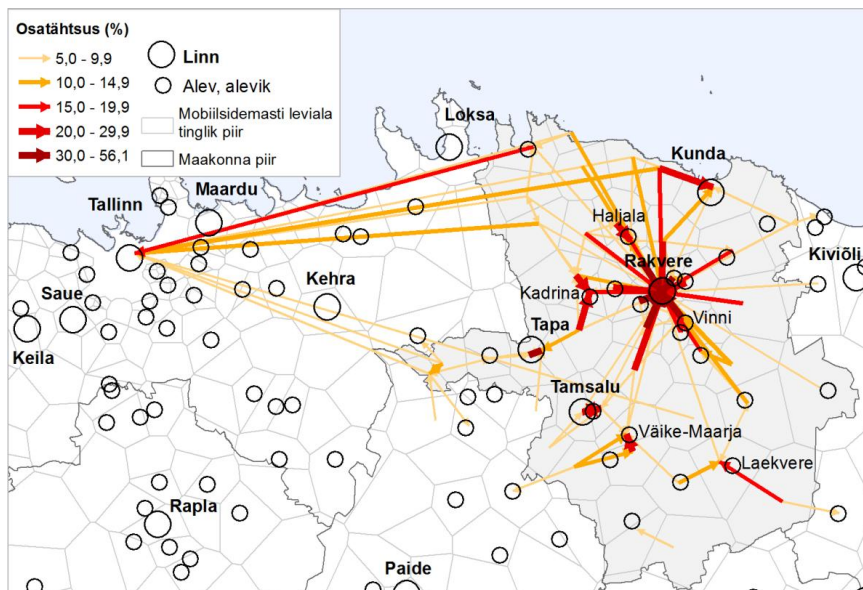 Osatähtsus (%)
5,0 - 9,9
10,0 - 14,9
15,0 - 19,9
20,0 - 29,9
30,0 - 56,1
Linn
Alev, alevik
Mobiilsidemasti leviala
tinglik piir
Maakonna piir
Loksa
Kunda
Maardu
Tallinn
Haljala
Rakvere
Kiviõli
Kehra
Saue
Kadrina
Keila
Tapa
Vinni
Tamsalu
Väike-Maarja
Laekvere
Rapla
Paide